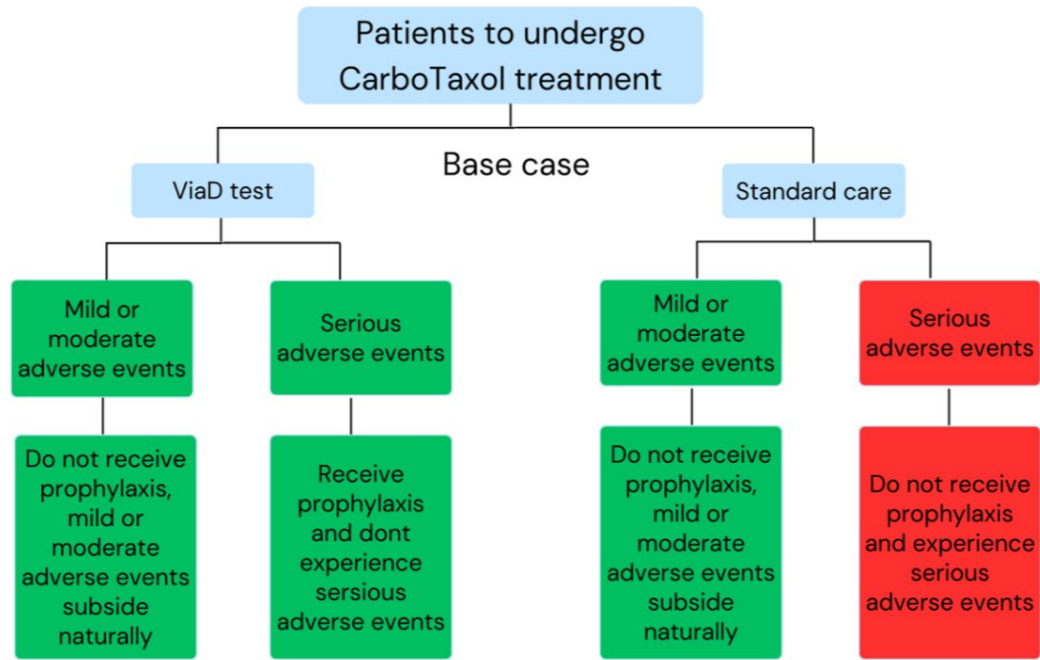 Patients to undergo
CarboTaxol treatment
Base case
ViaD test
Standard care
Mild or
moderate
adverse events
Serious
adverse events
Mild or
moderate
adverse events
Serious
adverse events
Do not receive
prophylaxis,
mild or
moderate
adverse events
subside
naturally
Receive
prophylaxis
and dont
experience
sersious
adverse events
Do not receive
prophylaxis,
mild or
moderate
adverse events
subside
naturally
Do not receive
prophylaxis
and experience
serious
adverse events